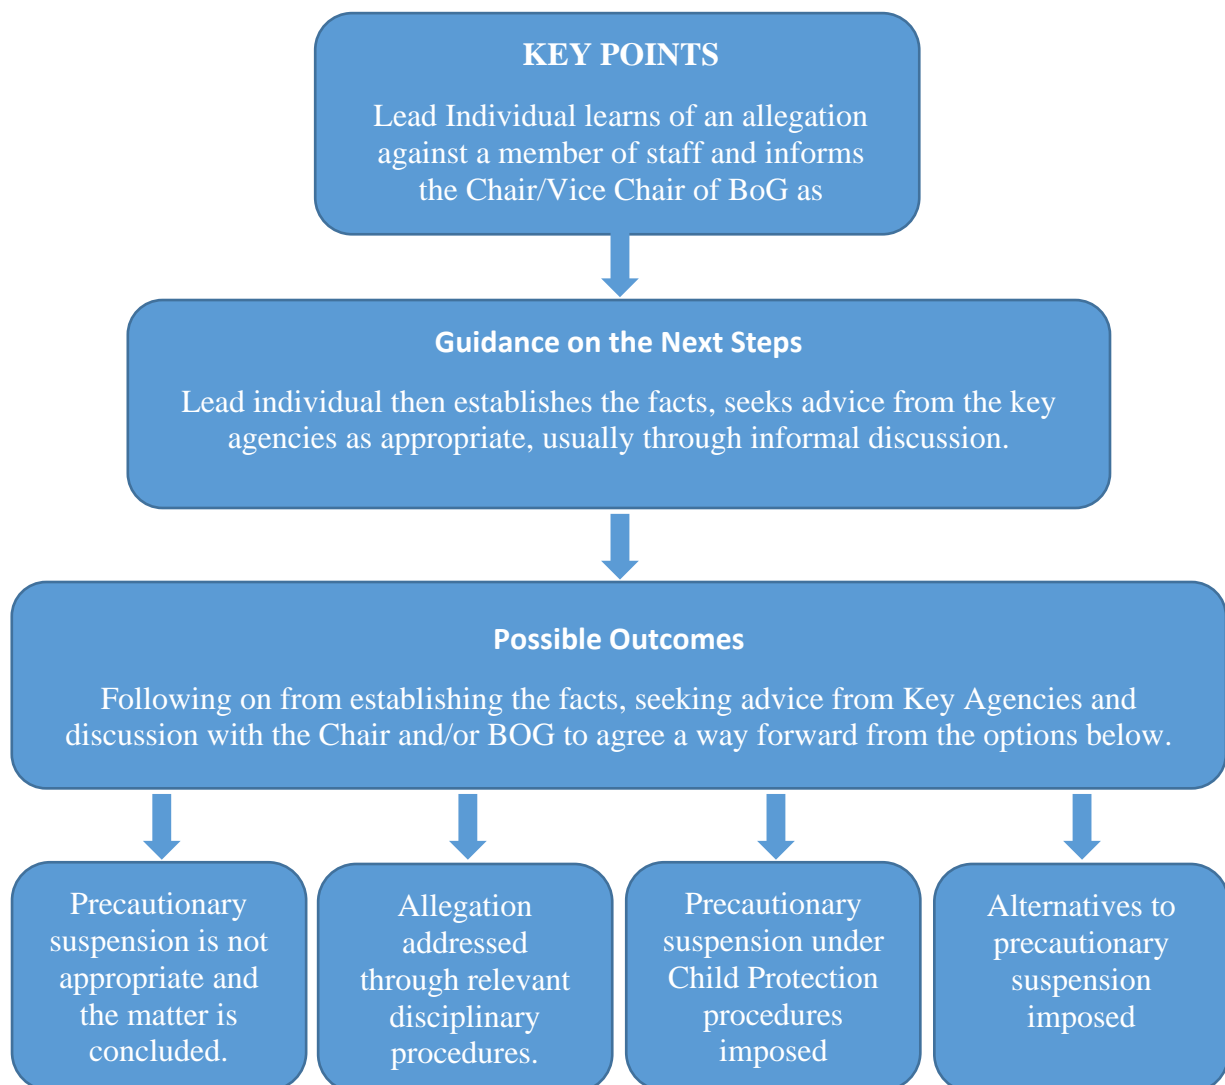 KEY POINTS
Lead Individual learns of an allegation
against a member of staff and informs
the Chair/Vice Chair of BoG as
Guidance on the Next Steps
Lead individual then establishes the facts, seeks advice from the key
agencies as appropriate, usually through informal discussion.
Possible Outcomes
Following on from establishing the facts, seeking advice from Key Agencies and
discussion with the Chair and/or BOG to agree a way forward from the options below.
Precautionary
suspension is not
appropriate and
the matter is
concluded.
Allegation
addressed
through relevant
disciplinary
procedures.
Precautionary
suspension under
Child Protection
procedures
imposed
Alternatives to
precautionary
suspension
imposed